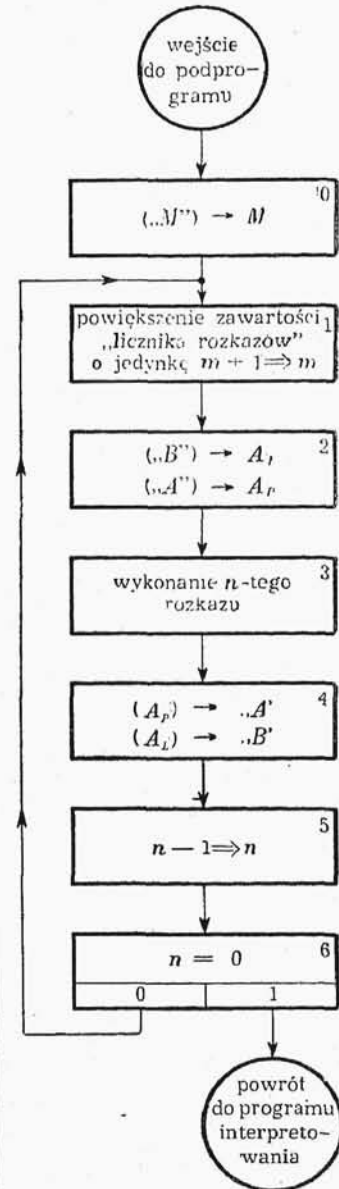 wejście
do podpro-
gramu
0
(„M”) → M
powiększenie zawartości
1
„licznika rozkazów”
o jedynkę m + 1 ⟹ m
2
(„B”) → A_L
(„A”) → A_P
3
wykonanie n-tego
rozkazu
4
(A_P) → „A”
(A_L) → „B”
5
n — 1 ⟹ n
6
n = 0
0 1
powrót
do programu
interpreto-
wania